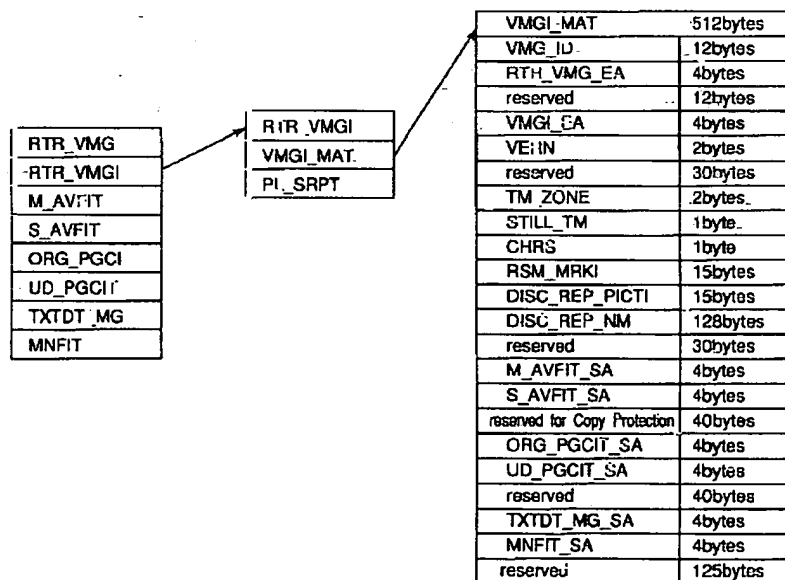 RTR_VMG
RTR_VMGI
M_AVFIT
S_AVFIT
ORG_PGCI
UD_PGCIT
TXTDT_MG
MNFIT
RTR_VMGI
VMGI_MAT
PL_SRPT
VMGI_MAT 512bytes
VMG_ID 12bytes
RTR_VMG_EA 4bytes
reserved 12bytes
VMGI_EA 4bytes
VERN 2bytes
reserved 30bytes
TM_ZONE 2bytes
STILL_TM 1byte
CHRS 1byte
RSM_MRKI 15bytes
DISC_REP_PICTI 15bytes
DISC_REP_NM 128bytes
reserved 30bytes
M_AVFIT_SA 4bytes
S_AVFIT_SA 4bytes
reserved for Copy Protection 40bytes
ORG_PGCIT_SA 4bytes
UD_PGCIT_SA 4bytes
reserved 40bytes
TXTDT_MG_SA 4bytes
MNFIT_SA 4bytes
reserved 125bytes